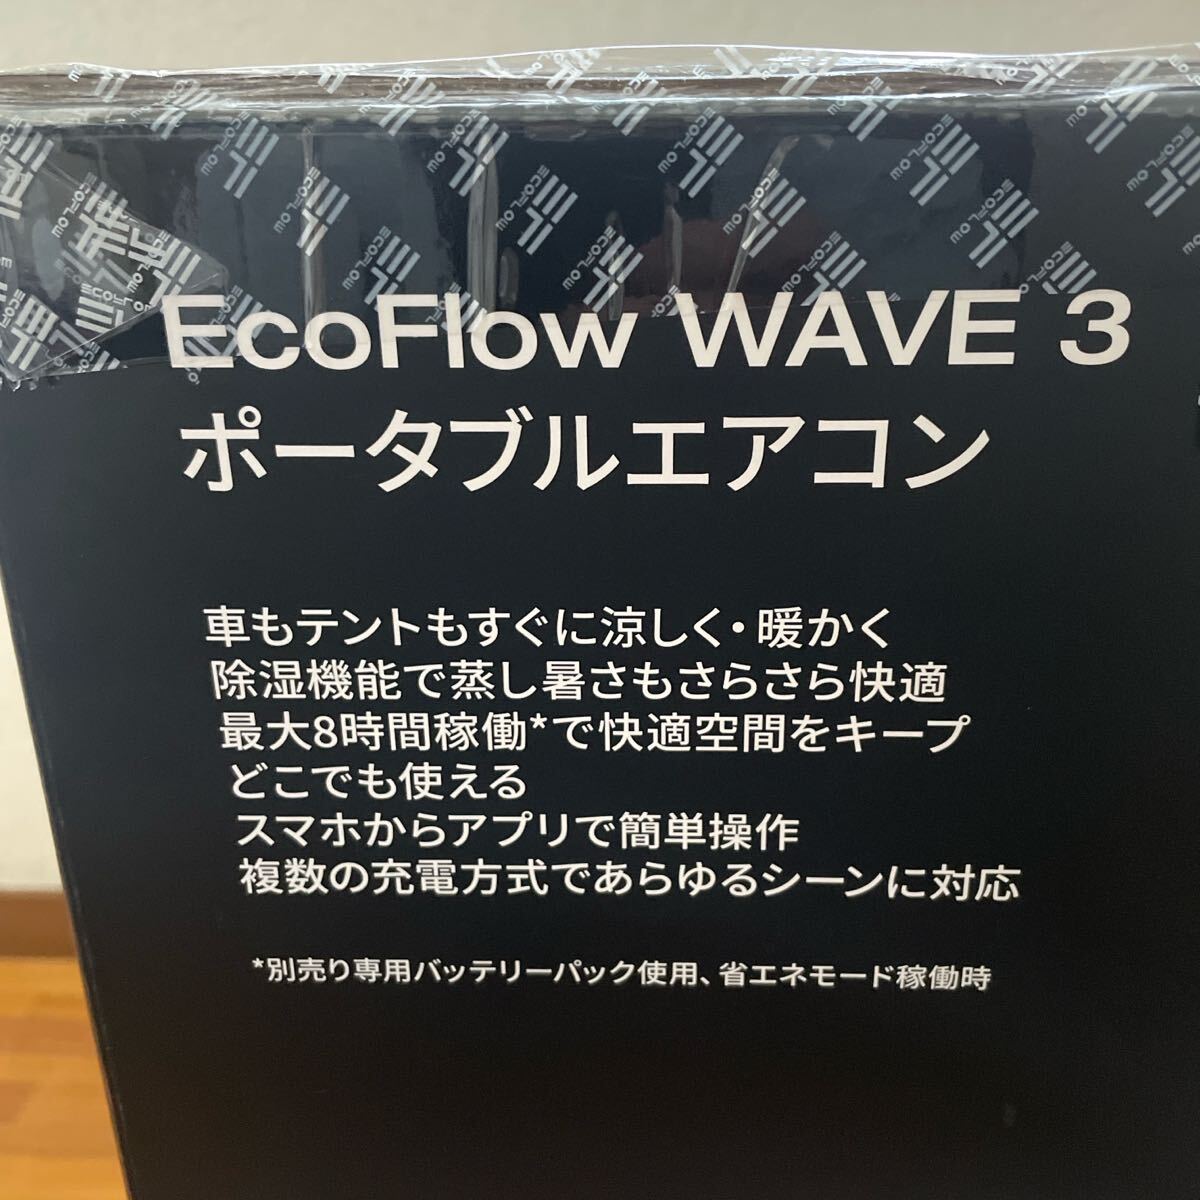 EcoFlow WAVE 3
ポータブルエアコン
車もテントもすぐに涼しく・暖かく
除湿機能で蒸し暑さもさらさら快適
最大8時間稼働*で快適空間をキープ
どこでも使える
スマホからアプリで簡単操作
複数の充電方式であらゆるシーンに対応
*別売り専用バッテリーパック使用、省エネモード稼働時
ECOFLOW